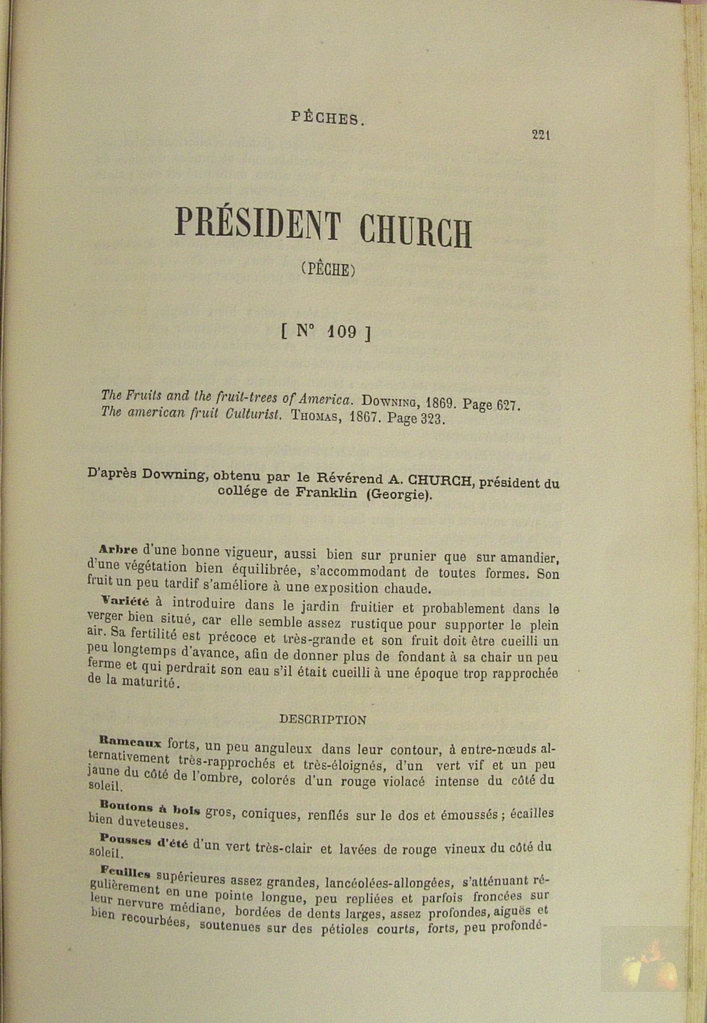 PÊCHES.
221
PRÉSIDENT CHURCH
(PÊCHE)
[ N° 109 ]
The Fruits and the fruit-trees of America. Downing, 1869. Page 627.
The american fruit Culturist. Thomas, 1867. Page 323.
D'après Downing, obtenu par le Révérend A. CHURCH, président du
collége de Franklin (Georgie).
Arbre d'une bonne vigueur, aussi bien sur prunier que sur amandier,
d'une végétation bien équilibrée, s'accommodant de toutes formes. Son
fruit un peu tardif s'améliore à une exposition chaude.
Variété à introduire dans le jardin fruitier et probablement dans le
verger bien situé, car elle semble assez rustique pour supporter le plein
air. Sa fertilité est précoce et très-grande et son fruit doit être cueilli un
peu longtemps d'avance, afin de donner plus de fondant à sa chair un peu
ferme et qui perdrait son eau s'il était cueilli à une époque trop rapprochée
de la maturité.
DESCRIPTION
Rameaux forts, un peu anguleux dans leur contour, à entre-nœuds al-
ternativement très-rapprochés et très-éloignés, d'un vert vif et un peu
jaune du côté de l'ombre, colorés d'un rouge violacé intense du côté du
soleil.
Boutons à bois gros, coniques, renflés sur le dos et émoussés ; écailles
bien duveteuses.
Pousses d'été d'un vert très-clair et lavées de rouge vineux du côté du
soleil.
Feuilles supérieures assez grandes, lancéolées-allongées, s'atténuant ré-
gulièrement en une pointe longue, peu repliées et parfois froncées sur
leur nervure médiane, bordées de dents larges, assez profondes, aiguës et
bien recourbées, soutenues sur des pétioles courts, forts, peu profondé-